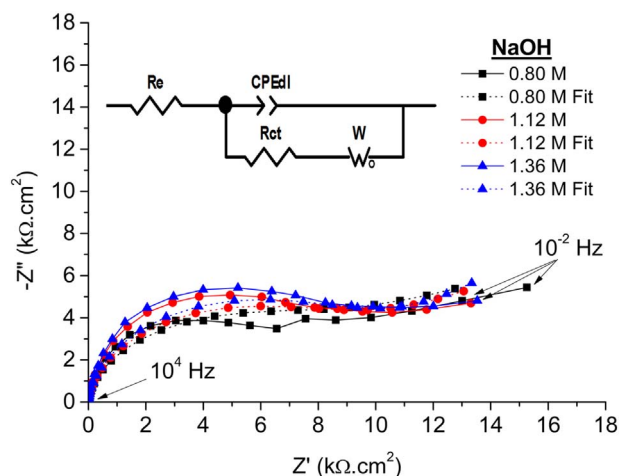 18
16
14
12
10
8
6
4
2
0
-Z" (kΩ.cm²)
Re
CPEdl
Rct
W
o
NaOH
0.80 M
0.80 M Fit
1.12 M
1.12 M Fit
1.36 M
1.36 M Fit
10⁻² Hz
10⁴ Hz
0 2 4 6 8 10 12 14 16 18
Z' (kΩ.cm²)